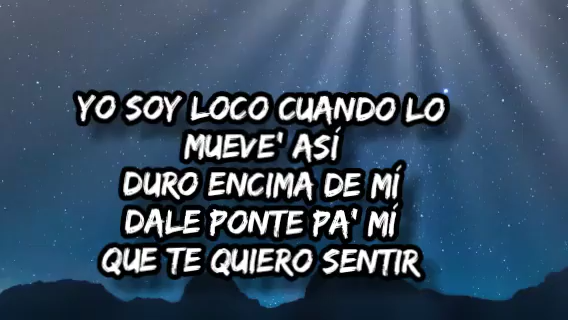 YO SOY LOCO CUANDO LO
MUEVE' ASÍ
DURO ENCIMA DE MÍ
DALE PONTE PA' MÍ
QUE TE QUIERO SENTIR